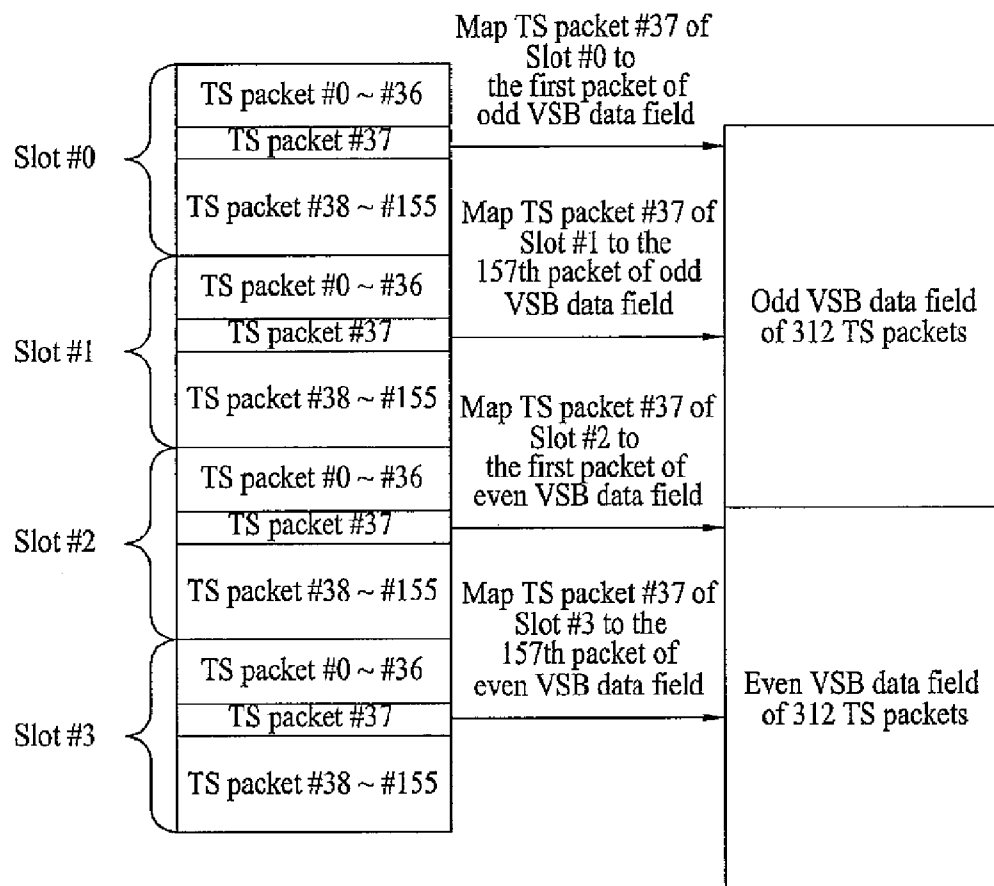 Map TS packet #37 of
Slot #0 to
the first packet of
odd VSB data field
Slot #0
TS packet #0 ~ #36
TS packet #37
TS packet #38 ~ #155
Map TS packet #37 of
Slot #1 to the
157th packet of odd
VSB data field
Slot #1
TS packet #0 ~ #36
TS packet #37
TS packet #38 ~ #155
Odd VSB data field
of 312 TS packets
Map TS packet #37 of
Slot #2 to
the first packet of
even VSB data field
Slot #2
TS packet #0 ~ #36
TS packet #37
TS packet #38 ~ #155
Map TS packet #37 of
Slot #3 to the
157th packet of
even VSB data field
Slot #3
TS packet #0 ~ #36
TS packet #37
TS packet #38 ~ #155
Even VSB data field
of 312 TS packets